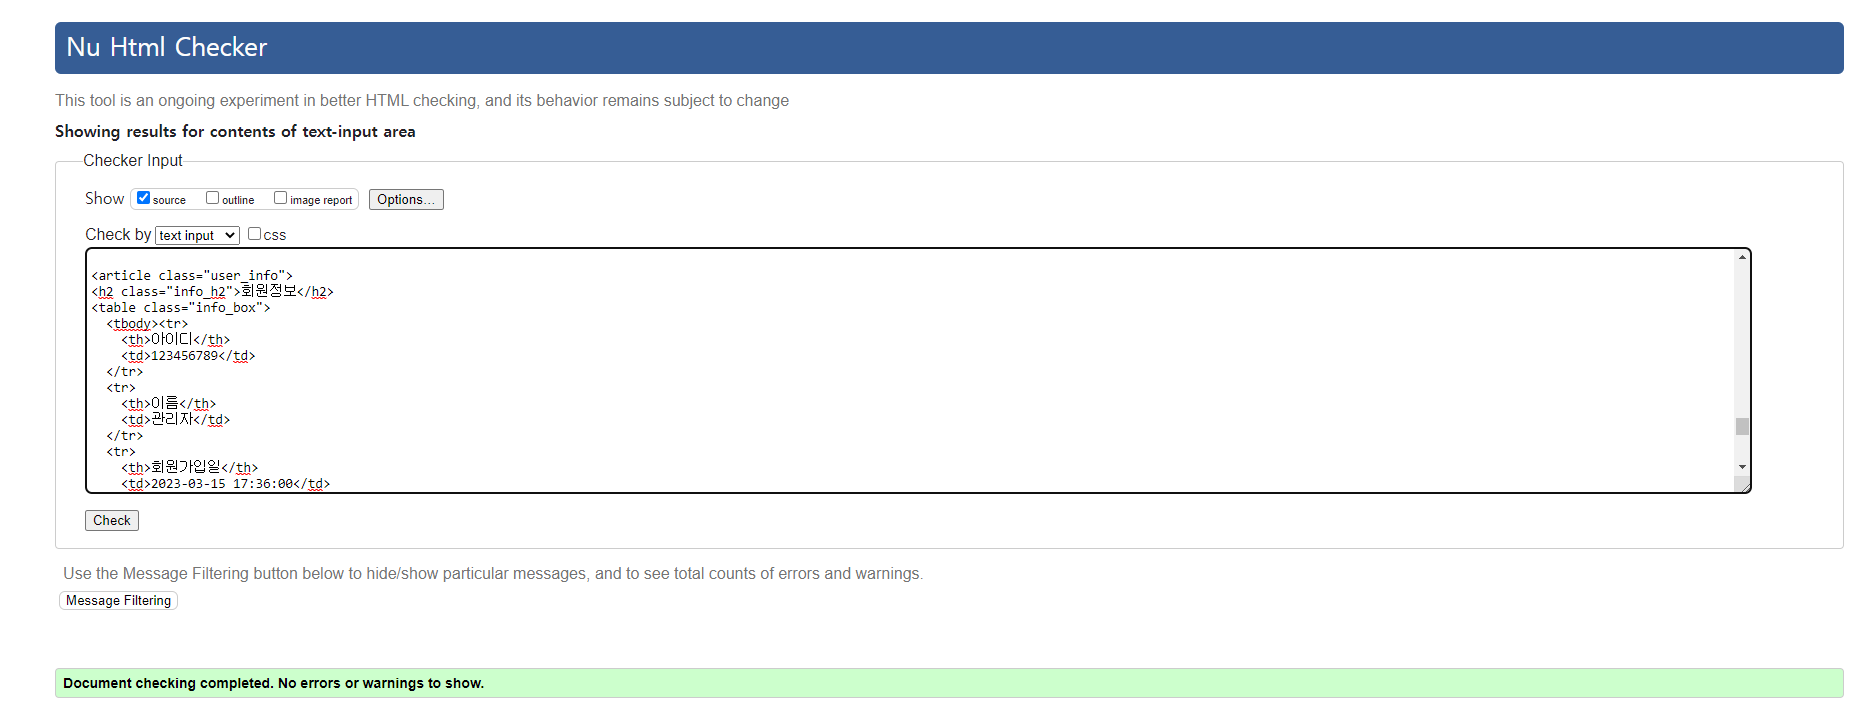 Nu Html Checker
This tool is an ongoing experiment in better HTML checking, and its behavior remains subject to change
Showing results for contents of text-input area
Checker Input
Show source outline image report Options...
Check by text input css
<article class="user_info">
<h2 class="info_h2">회원정보</h2>
<table class="info_box">
<tbody><tr>
<th>아이디</th>
<td>123456789</td>
</tr>
<tr>
<th>이름</th>
<td>관리자</td>
</tr>
<tr>
<th>회원가입일</th>
<td>2023-03-15 17:36:00</td>
Check
Use the Message Filtering button below to hide/show particular messages, and to see total counts of errors and warnings.
Message Filtering
Document checking completed. No errors or warnings to show.